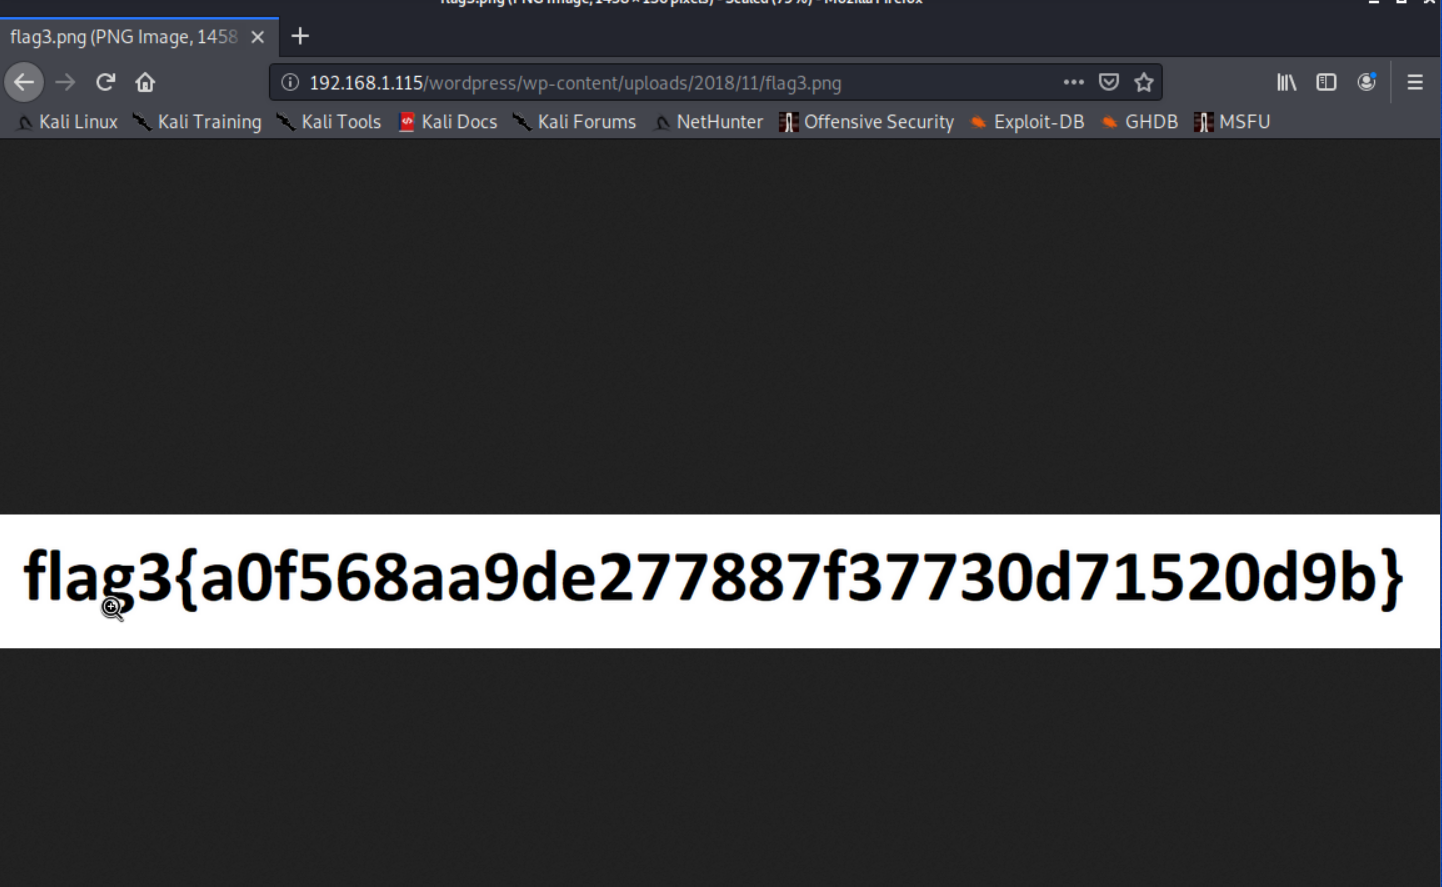 flag3.png (PNG Image, 1458 × 136 pixels) - Scaled (79%) - Mozilla Firefox
flag3.png (PNG Image, 1458
192.168.1.115/wordpress/wp-content/uploads/2018/11/flag3.png
Kali Linux Kali Training Kali Tools Kali Docs Kali Forums NetHunter Offensive Security Exploit-DB GHDB MSFU
flag3{a0f568aa9de277887f37730d71520d9b}